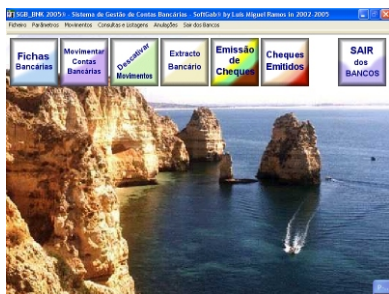 SGB_BNK 2005® - Sistema de Gestão de Contas Bancárias - SoftGab® by Luis Miguel Ramos in 2002-2005
Ficheiro Parâmetros Movimentos Consultas e Listagens Anulações Sair dos Bancos
Fichas
Bancárias
Movimentar
Contas
Bancárias
Descativar
Movimentos
Extracto
Bancário
Emissão
de
Cheques
Cheques
Emitidos
SAIR
dos
BANCOS